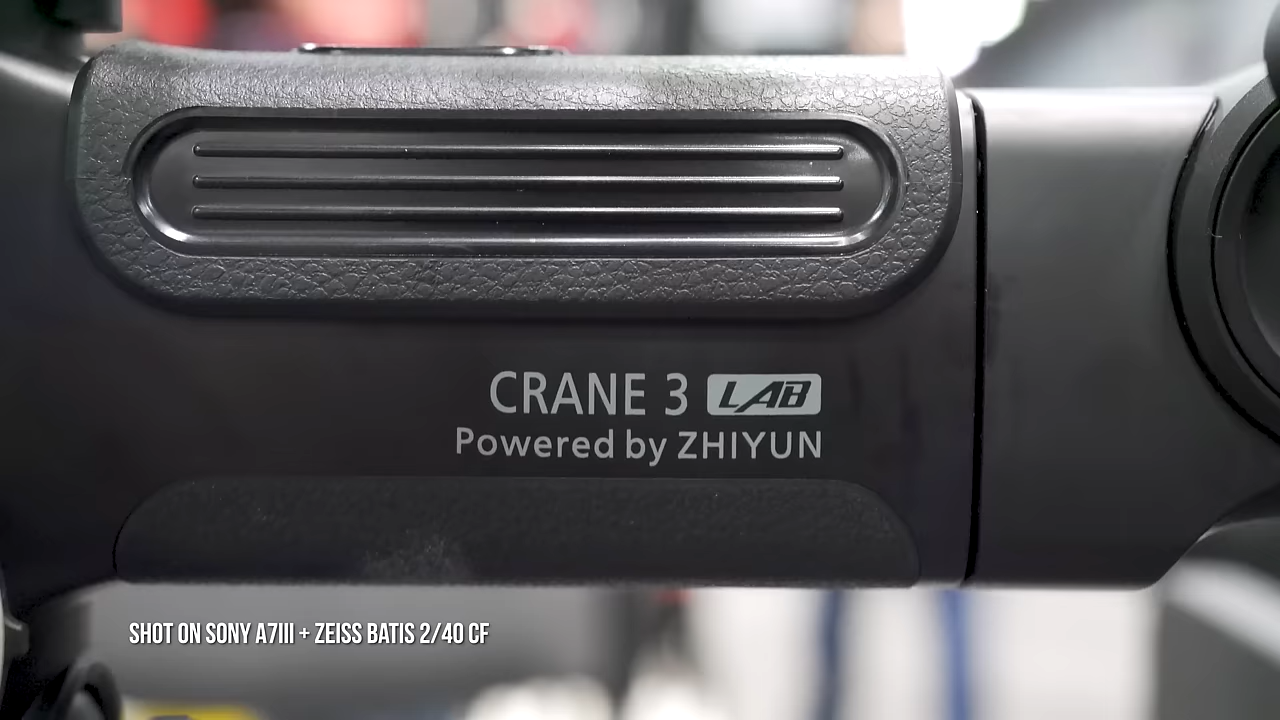 CRANE 3 LAB
Powered by ZHIYUN
SHOT ON SONY A7III + ZEISS BATIS 2/40 CF